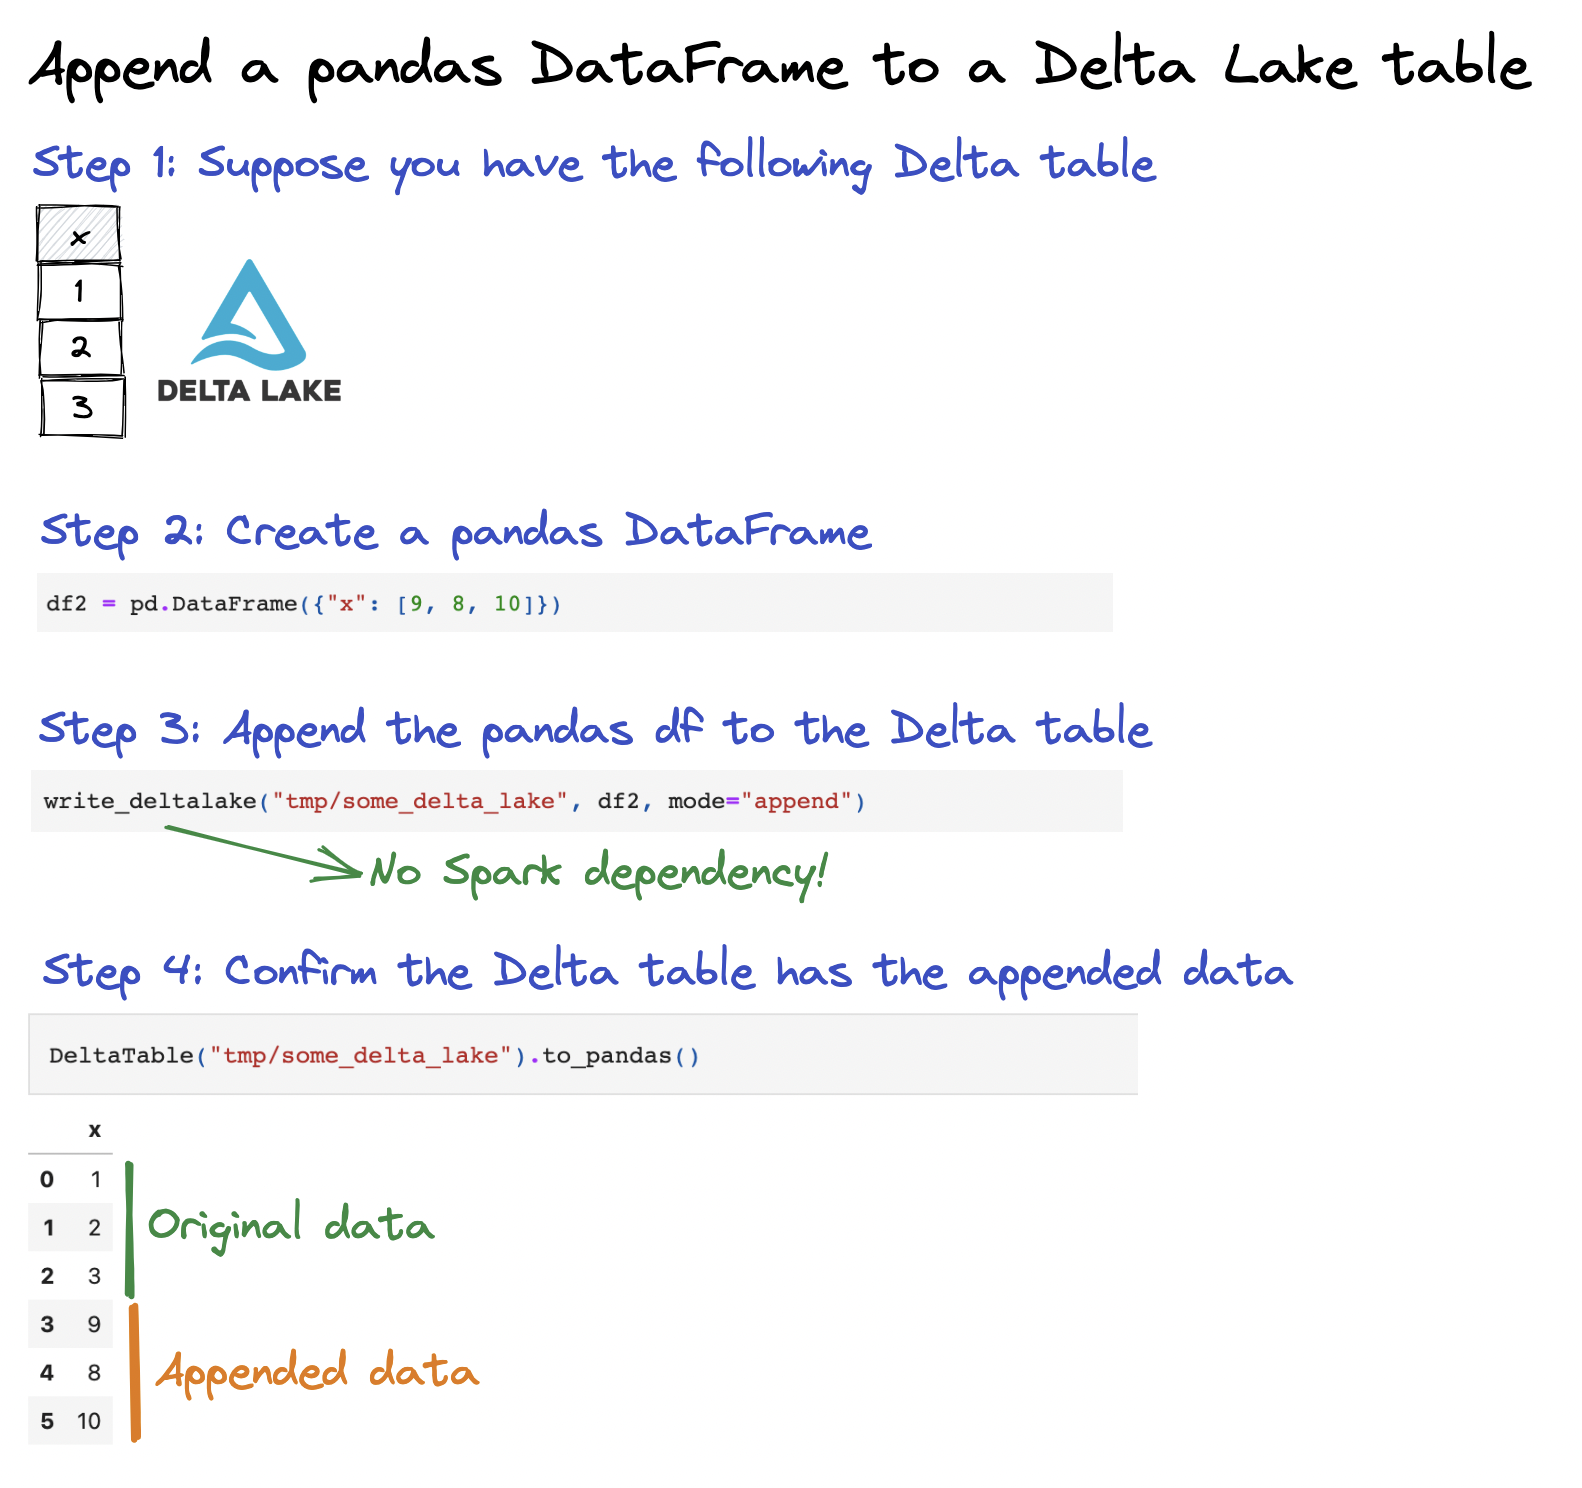 Append a pandas DataFrame to a Delta Lake table
Step 1: Suppose you have the following Delta table
x
1
2
3
DELTA LAKE
Step 2: Create a pandas DataFrame
df2 = pd.DataFrame({"x": [9, 8, 10]})
Step 3: Append the pandas df to the Delta table
write_deltalake("tmp/some_delta_lake", df2, mode="append")
No Spark dependency!
Step 4: Confirm the Delta table has the appended data
DeltaTable("tmp/some_delta_lake").to_pandas()
x
0 1
1 2
2 3
Original data
3 9
4 8
5 10
Appended data